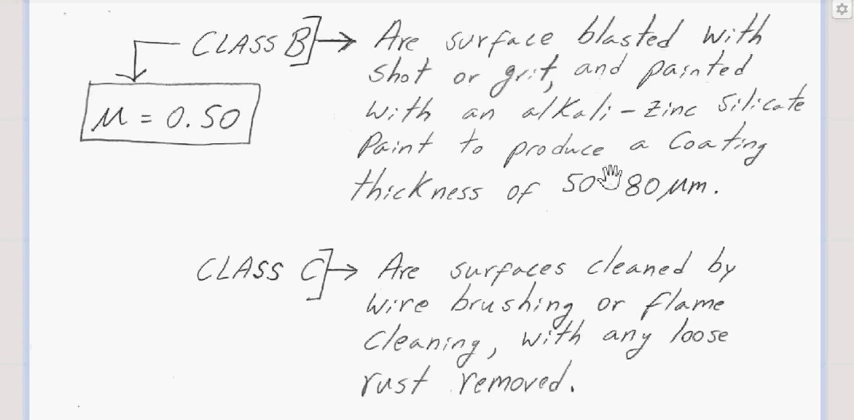 CLASS B] → Are surface blasted with
shot or grit, and painted
μ = 0.50
with an alkali-zinc silicate
Paint to produce a Coating
thickness of 50 80 μm.
CLASS C] → Are surfaces cleaned by
wire brushing or flame
cleaning, with any loose
rust removed.